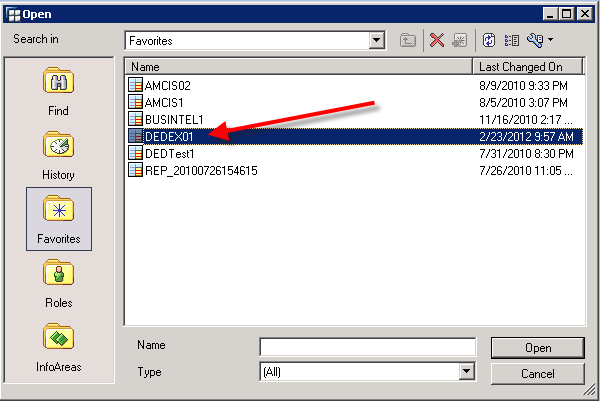 Open
Search in
Favorites
Name Last Changed On
AMCIS02 8/9/2010 9:33 PM
AMCIS1 8/5/2010 3:07 PM
BUSINTEL1 11/16/2010 2:17 ...
DEDEX01 2/23/2012 9:57 AM
DEDTest1 7/31/2010 8:30 PM
REP_20100726154615 7/26/2010 11:05 ...
Find
History
Favorites
Roles
InfoAreas
Name
Open
Type (All)
Cancel